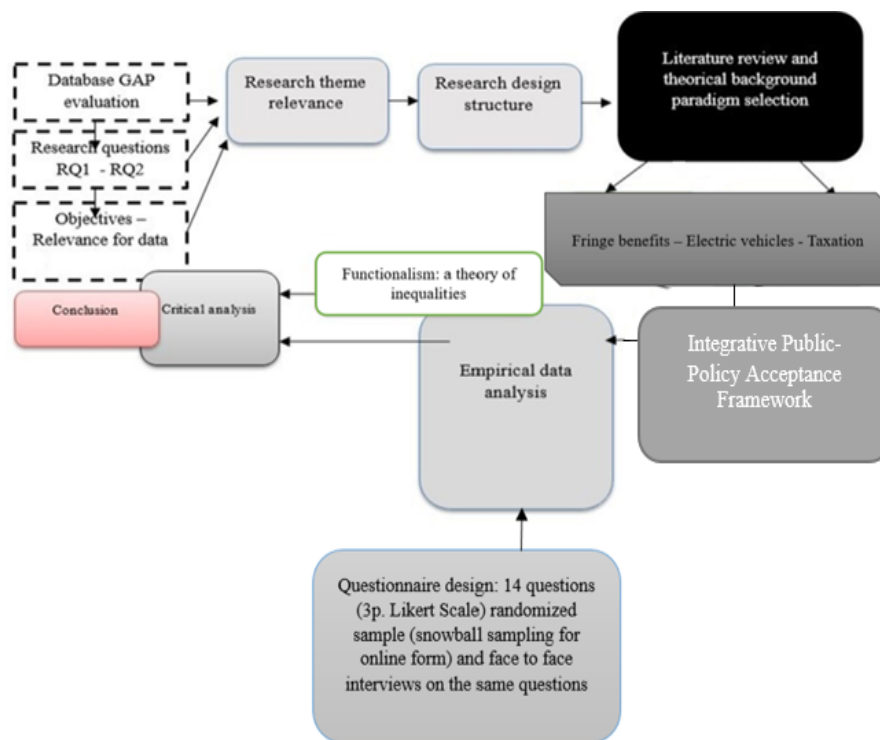 Database GAP
evaluation
Research questions
RQ1 - RQ2
Objectives –
Relevance for data
Research theme
relevance
Research design
structure
Literature review and
theorical background
paradigm selection
Fringe benefits – Electric vehicles - Taxation
Functionalism: a theory of
inequalities
Conclusion
Critical analysis
Empirical data
analysis
Integrative Public-
Policy Acceptance
Framework
Questionnaire design: 14 questions
(3p. Likert Scale) randomized
sample (snowball sampling for
online form) and face to face
interviews on the same questions